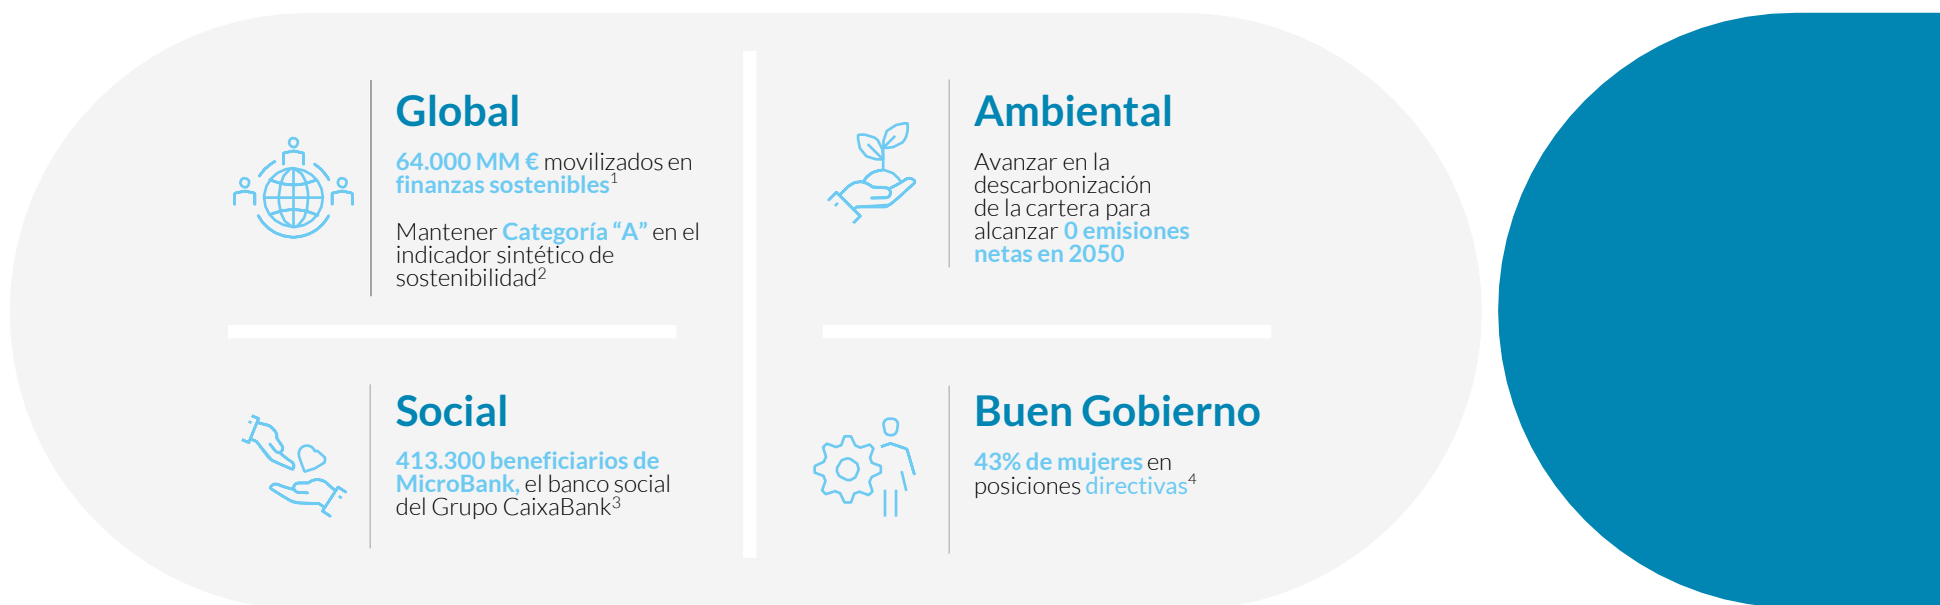 Global
64.000 MM € movilizados en
finanzas sostenibles¹
Mantener Categoría “A” en el
indicador sintético de
sostenibilidad²
Ambiental
Avanzar en la
descarbonización
de la cartera para
alcanzar 0 emisiones
netas en 2050
Social
413.300 beneficiarios de
MicroBank, el banco social
del Grupo CaixaBank³
Buen Gobierno
43% de mujeres en
posiciones directivas⁴